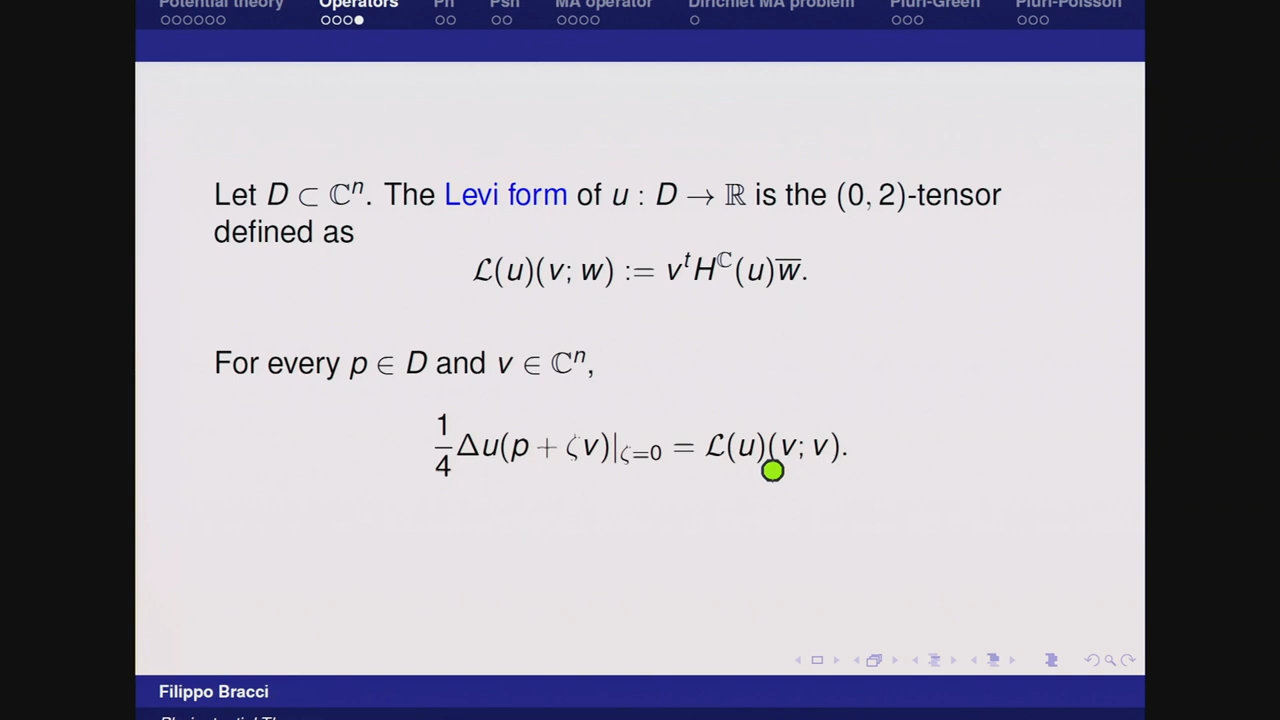 Potential theory Operators Ph Psh MA operator Dirichlet MA problem Pluri-Green Pluri-Poisson
Let D ⊂ ℂⁿ. The Levi form of u : D → ℝ is the (0, 2)-tensor
defined as
ℒ(u)(v; w) := vᵗH^ℂ(u)w̅.
For every p ∈ D and v ∈ ℂⁿ,
1/4 Δu(p + ζv)|ζ=0 = ℒ(u)(v; v).
Filippo Bracci